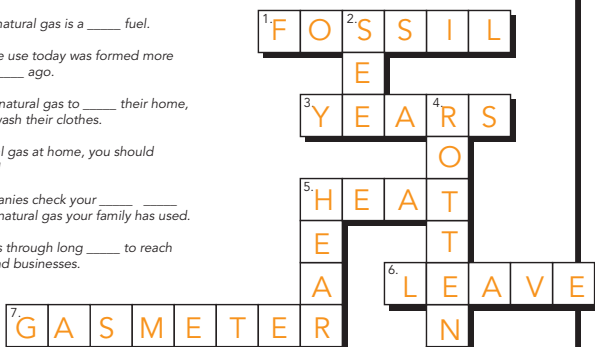 natural gas is a _____ fuel.
use today was formed more
____ ago.
natural gas to _____ their home,
wash their clothes.
gas at home, you should
check your _____ _____
natural gas your family has used.
through long _____ to reach
businesses.
1. F O 2. S S I L
E
3. Y E A 4. R S
O
5. H E A T
E T
A 6. L E A V E
7. G A S M E T E R N